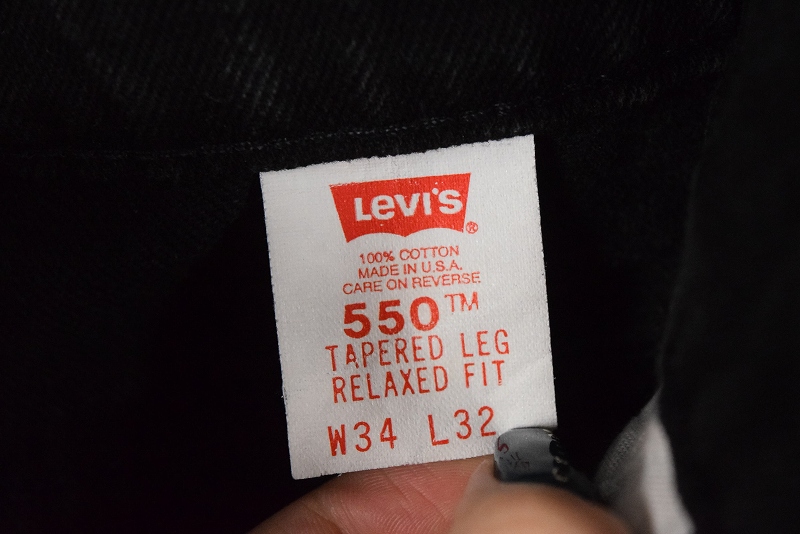 Levi's®
100% COTTON
MADE IN U.S.A.
CARE ON REVERSE
550™
TAPERED LEG
RELAXED FIT
W34 L32